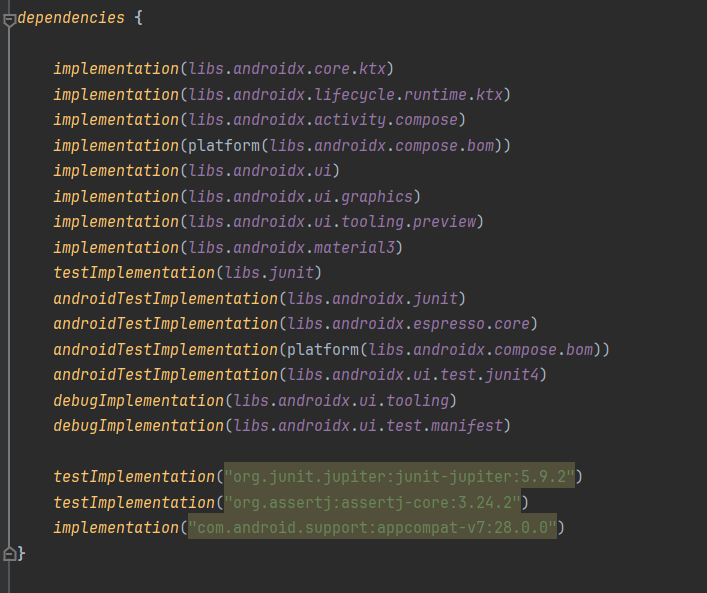 dependencies {
implementation(libs.androidx.core.ktx)
implementation(libs.androidx.lifecycle.runtime.ktx)
implementation(libs.androidx.activity.compose)
implementation(platform(libs.androidx.compose.bom))
implementation(libs.androidx.ui)
implementation(libs.androidx.ui.graphics)
implementation(libs.androidx.ui.tooling.preview)
implementation(libs.androidx.material3)
testImplementation(libs.junit)
androidTestImplementation(libs.androidx.junit)
androidTestImplementation(libs.androidx.espresso.core)
androidTestImplementation(platform(libs.androidx.compose.bom))
androidTestImplementation(libs.androidx.ui.test.junit4)
debugImplementation(libs.androidx.ui.tooling)
debugImplementation(libs.androidx.ui.test.manifest)
testImplementation("org.junit.jupiter:junit-jupiter:5.9.2")
testImplementation("org.assertj:assertj-core:3.24.2")
implementation("com.android.support:appcompat-v7:28.0.0")
}